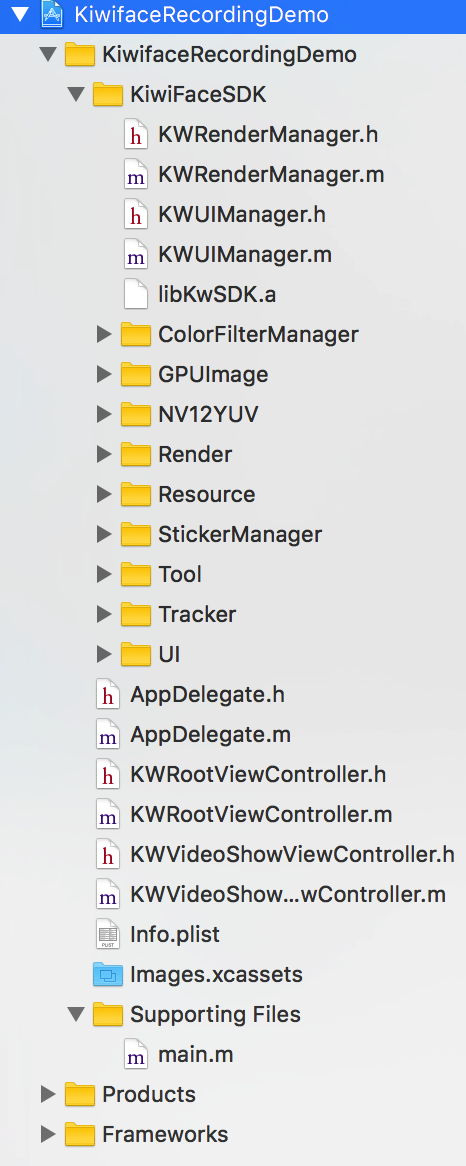 KiwifaceRecordingDemo
KiwifaceRecordingDemo
KiwiFaceSDK
h KWRenderManager.h
m KWRenderManager.m
h KWUIManager.h
m KWUIManager.m
libKwSDK.a
ColorFilterManager
GPUImage
NV12YUV
Render
Resource
StickerManager
Tool
Tracker
UI
h AppDelegate.h
m AppDelegate.m
h KWRootViewController.h
m KWRootViewController.m
h KWVideoShowViewController.h
m KWVideoShow...wController.m
PLIST Info.plist
Images.xcassets
Supporting Files
m main.m
Products
Frameworks